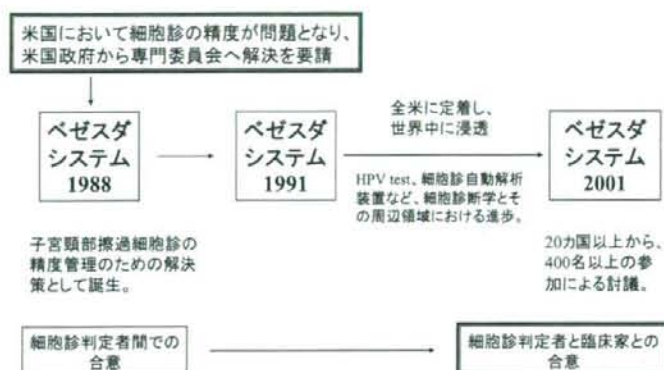 米国において細胞診の精度が問題となり、
米国政府から専門委員会へ解決を要請
ベゼスダ
システム
1988
ベゼスダ
システム
1991
全米に定着し、
世界中に浸透
HPV test、細胞診自動解析
装置など、細胞診断学とそ
の周辺領域における進歩。
ベゼスダ
システム
2001
子宮頸部擦過細胞診の
精度管理のための解決
策として誕生。
20カ国以上から、
400名以上の参
加による討議。
細胞診判定者間での
合意
細胞診判定者と臨床家との
合意